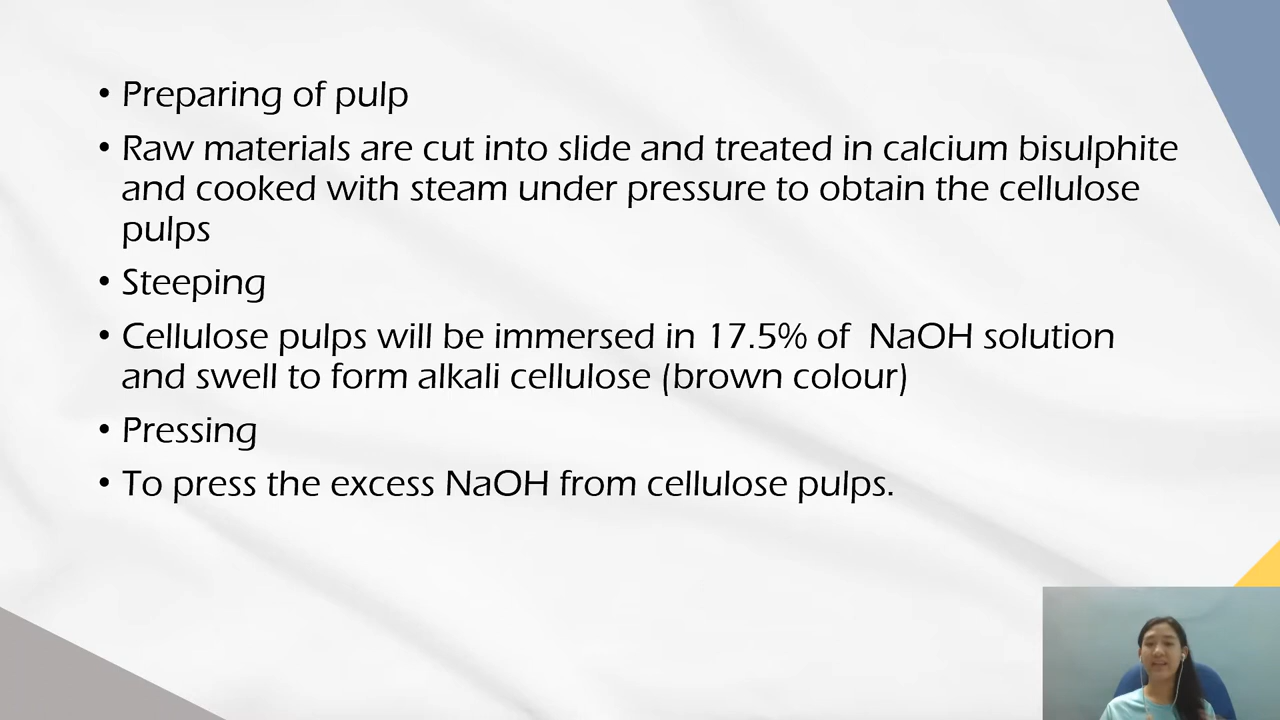 • Preparing of pulp
• Raw materials are cut into slide and treated in calcium bisulphite
and cooked with steam under pressure to obtain the cellulose
pulps
• Steeping
• Cellulose pulps will be immersed in 17.5% of  NaOH solution
and swell to form alkali cellulose (brown colour)
• Pressing
• To press the excess NaOH from cellulose pulps.